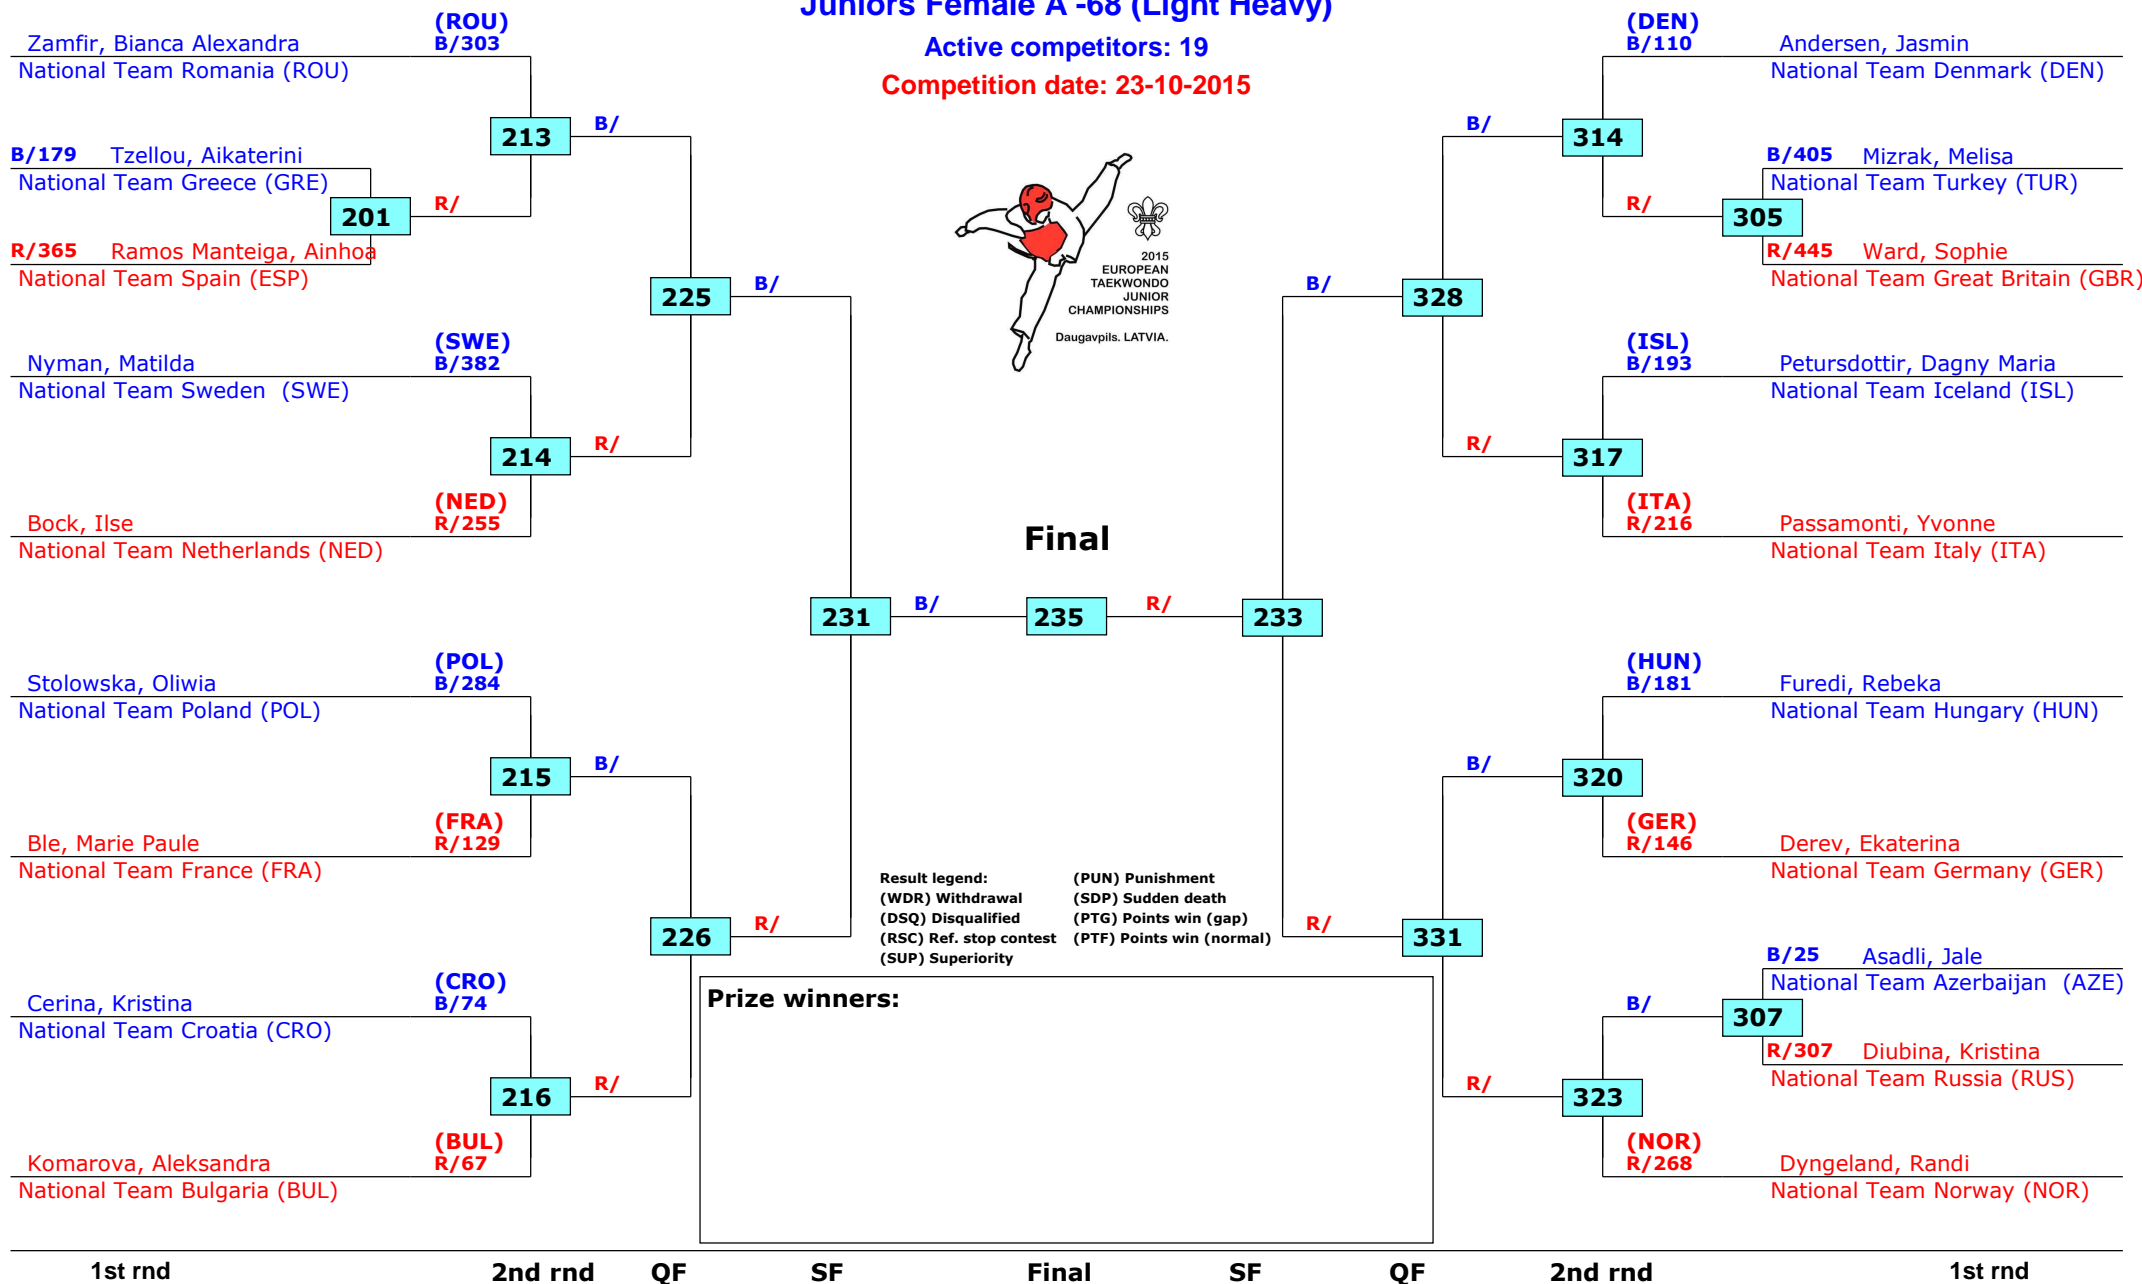 Juniors Female A -68 (Light Heavy)
Active competitors: 19
Competition date: 23-10-2015
(ROU)
Zamfir, Bianca Alexandra B/303
National Team Romania (ROU)
213
B/
B/179 Tzellou, Aikaterini
National Team Greece (GRE)
201
R/
R/365 Ramos Manteiga, Ainhoa
National Team Spain (ESP)
225
B/
(SWE)
Nyman, Matilda B/382
National Team Sweden (SWE)
214
R/
(NED)
Bock, Ilse R/255
National Team Netherlands (NED)
231
B/
(POL)
Stolowska, Oliwia B/284
National Team Poland (POL)
215
B/
(FRA)
Ble, Marie Paule R/129
National Team France (FRA)
226
R/
(CRO)
Cerina, Kristina B/74
National Team Croatia (CRO)
216
R/
(BUL)
Komarova, Aleksandra R/67
National Team Bulgaria (BUL)
2015
EUROPEAN
TAEKWONDO
JUNIOR
CHAMPIONSHIPS
Daugavpils. LATVIA.
Final
235
R/
233
(DEN)
B/110 Andersen, Jasmin
National Team Denmark (DEN)
B/
314
B/405 Mizrak, Melisa
National Team Turkey (TUR)
R/
305
R/445 Ward, Sophie
National Team Great Britain (GBR)
B/
328
(ISL)
B/193 Petursdottir, Dagny Maria
National Team Iceland (ISL)
R/
317
(ITA)
R/216 Passamonti, Yvonne
National Team Italy (ITA)
(HUN)
B/181 Furedi, Rebeka
National Team Hungary (HUN)
B/
320
(GER)
R/146 Derev, Ekaterina
National Team Germany (GER)
R/
331
B/25 Asadli, Jale
National Team Azerbaijan (AZE)
B/
307
R/307 Diubina, Kristina
National Team Russia (RUS)
R/
323
(NOR)
R/268 Dyngeland, Randi
National Team Norway (NOR)
Result legend: (PUN) Punishment
(WDR) Withdrawal (SDP) Sudden death
(DSQ) Disqualified (PTG) Points win (gap)
(RSC) Ref. stop contest (PTF) Points win (normal)
(SUP) Superiority
Prize winners:
1st rnd 2nd rnd QF SF Final SF QF 2nd rnd 1st rnd